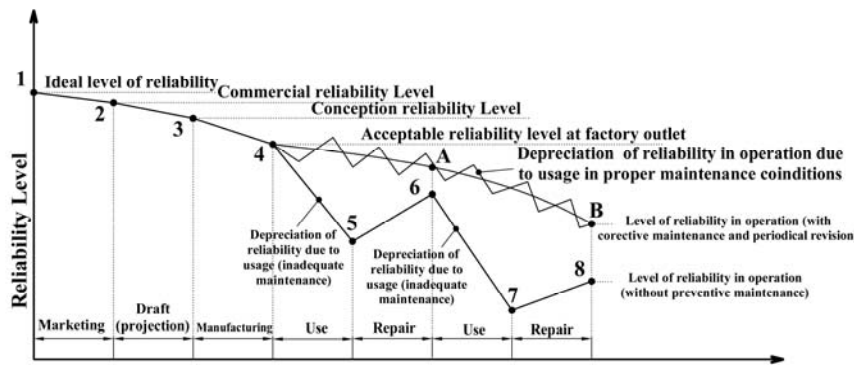 1
Ideal level of reliability
Commercial reliability Level
2
Conception reliability Level
3
Acceptable reliability level at factory outlet
4
A
Depreciation of reliability in operation due
to usage in proper maintenance coinditions
6
B
Level of reliability in operation (with
corective maintenance and periodical revision
5
Depreciation of
reliability due to
usage (inadequate
maintenance)
Depreciation of
reliability due to
usage (inadequate
maintenance)
8
Level of reliability in operation
(without preventive maintenance)
7
Reliability Level
Marketing
Draft
(projection)
Manufacturing
Use
Repair
Use
Repair